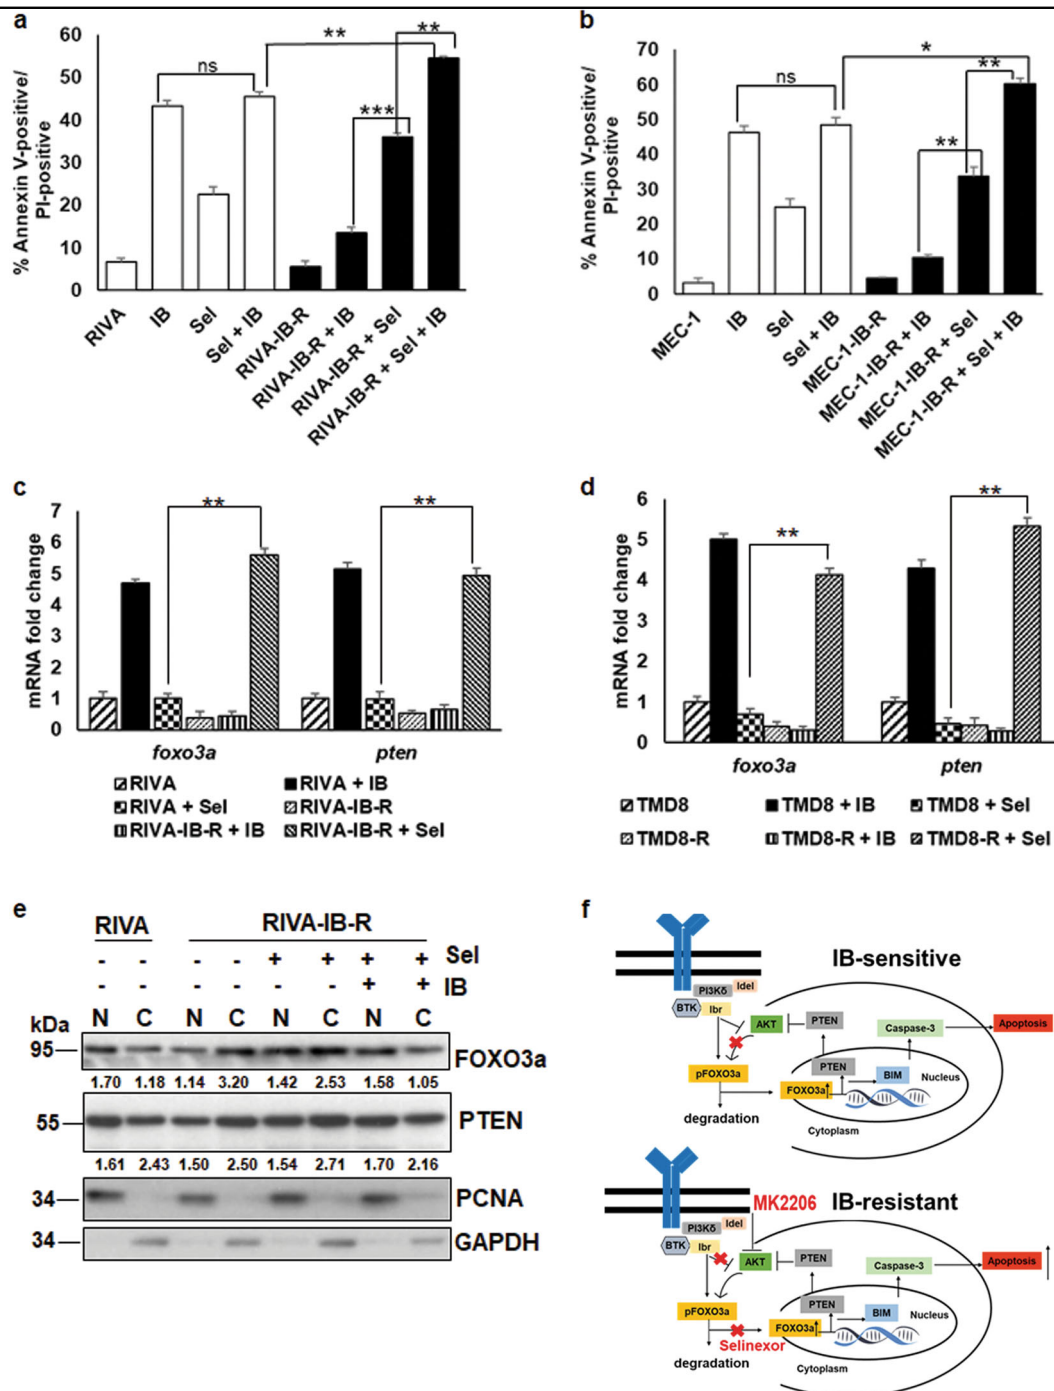 a
% Annexin V-positive/
PI-positive
60
50
40
30
20
10
0
ns
**
**
***
RIVA
IB
Sel
Sel + IB
RIVA-IB-R
RIVA-IB-R + IB
RIVA-IB-R + Sel
RIVA-IB-R + Sel + IB
b
% Annexin V-positive/
PI-positive
70
60
50
40
30
20
10
0
ns
*
**
**
MEC-1
IB
Sel
Sel + IB
MEC-1-IB-R
MEC-1-IB-R + IB
MEC-1-IB-R + Sel
MEC-1-IB-R + Sel + IB
c
mRNA fold change
7
6
5
4
3
2
1
0
**
**
foxo3a
pten
RIVA
RIVA + IB
RIVA + Sel
RIVA-IB-R
RIVA-IB-R + IB
RIVA-IB-R + Sel
d
mRNA fold change
6
5
4
3
2
1
0
**
**
foxo3a
pten
TMD8
TMD8 + IB
TMD8 + Sel
TMD8-R
TMD8-R + IB
TMD8-R + Sel
e
RIVA RIVA-IB-R
- - - - + + + + Sel
- - - - - - + + IB
kDa N C N C N C N C
95 FOXO3a
1.70 1.18 1.14 3.20 1.42 2.53 1.58 1.05
55 PTEN
1.61 2.43 1.50 2.50 1.54 2.71 1.70 2.16
34 PCNA
34 GAPDH
f
IB-sensitive
PI3Kδ
Idel
BTK
Ibr
AKT
PTEN
Caspase-3
Apoptosis
pFOXO3a
PTEN
FOXO3a
BIM
Nucleus
degradation
Cytoplasm
IB-resistant
MK2206
PI3Kδ
Idel
BTK
Ibr
AKT
PTEN
Caspase-3
Apoptosis
pFOXO3a
PTEN
FOXO3a
BIM
Nucleus
Selinexor
degradation
Cytoplasm